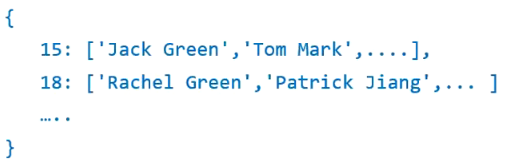 {
15: ['Jack Green','Tom Mark',....],
18: ['Rachel Green','Patrick Jiang',... ]
…..
}